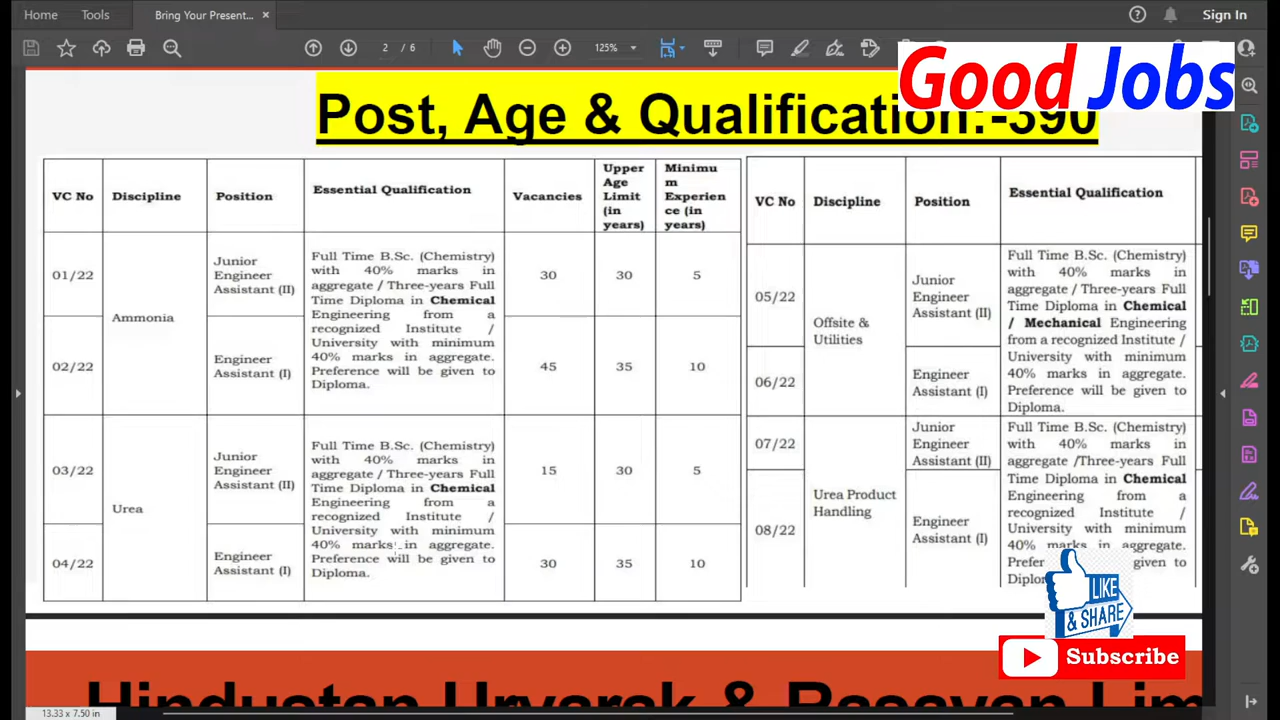 Home Tools Bring Your Present... × Sign In
2 / 6 125%
Good Jobs
Post, Age & Qualification:-390
VC No Discipline Position Essential Qualification Vacancies Upper Age Limit (in years) Minimu m Experien ce (in years)
01/22 Ammonia Junior Engineer Assistant (II) 30 30 5
Full Time B.Sc. (Chemistry)
with 40% marks in
aggregate / Three-years Full
Time Diploma in Chemical
Engineering from a
recognized Institute /
University with minimum
40% marks in aggregate.
Preference will be given to
Diploma.
02/22 Engineer Assistant (I) 45 35 10
03/22 Urea Junior Engineer Assistant (II) 15 30 5
Full Time B.Sc. (Chemistry)
with 40% marks in
aggregate / Three-years Full
Time Diploma in Chemical
Engineering from a
recognized Institute /
University with minimum
40% marks in aggregate.
Preference will be given to
Diploma.
04/22 Engineer Assistant (I) 30 35 10
VC No Discipline Position Essential Qualification
05/22 Offsite & Utilities Junior Engineer Assistant (II)
Full Time B.Sc. (Chemistry)
with 40% marks in
aggregate / Three-years Full
Time Diploma in Chemical
/ Mechanical Engineering
from a recognized Institute /
University with minimum
40% marks in aggregate.
Preference will be given to
Diploma.
06/22 Engineer Assistant (I)
07/22 Urea Product Handling Junior Engineer Assistant (II)
Full Time B.Sc. (Chemistry)
with 40% marks in
aggregate /Three-years Full
Time Diploma in Chemical
Engineering from a
recognized Institute /
University with minimum
40% marks in aggregate.
given to
08/22 Engineer Assistant (I)
LIKE
& SHARE
Subscribe
Hindustan Urvarak & Rasayan Lim
13.33 x 7.50 in